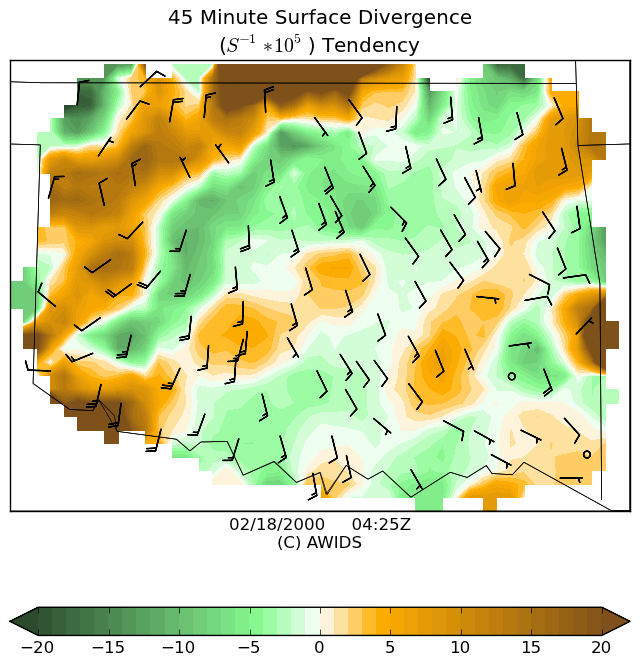 45 Minute Surface Divergence
(S⁻¹ *10⁵ ) Tendency
02/18/2000 04:25Z
(C) AWIDS
−20 −15 −10 −5 0 5 10 15 20